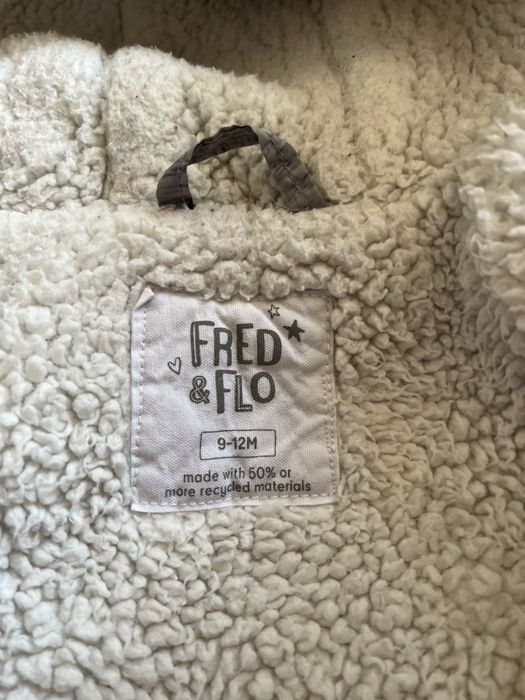 FRED
& FLO
9-12M
made with 50% or
more recycled materials